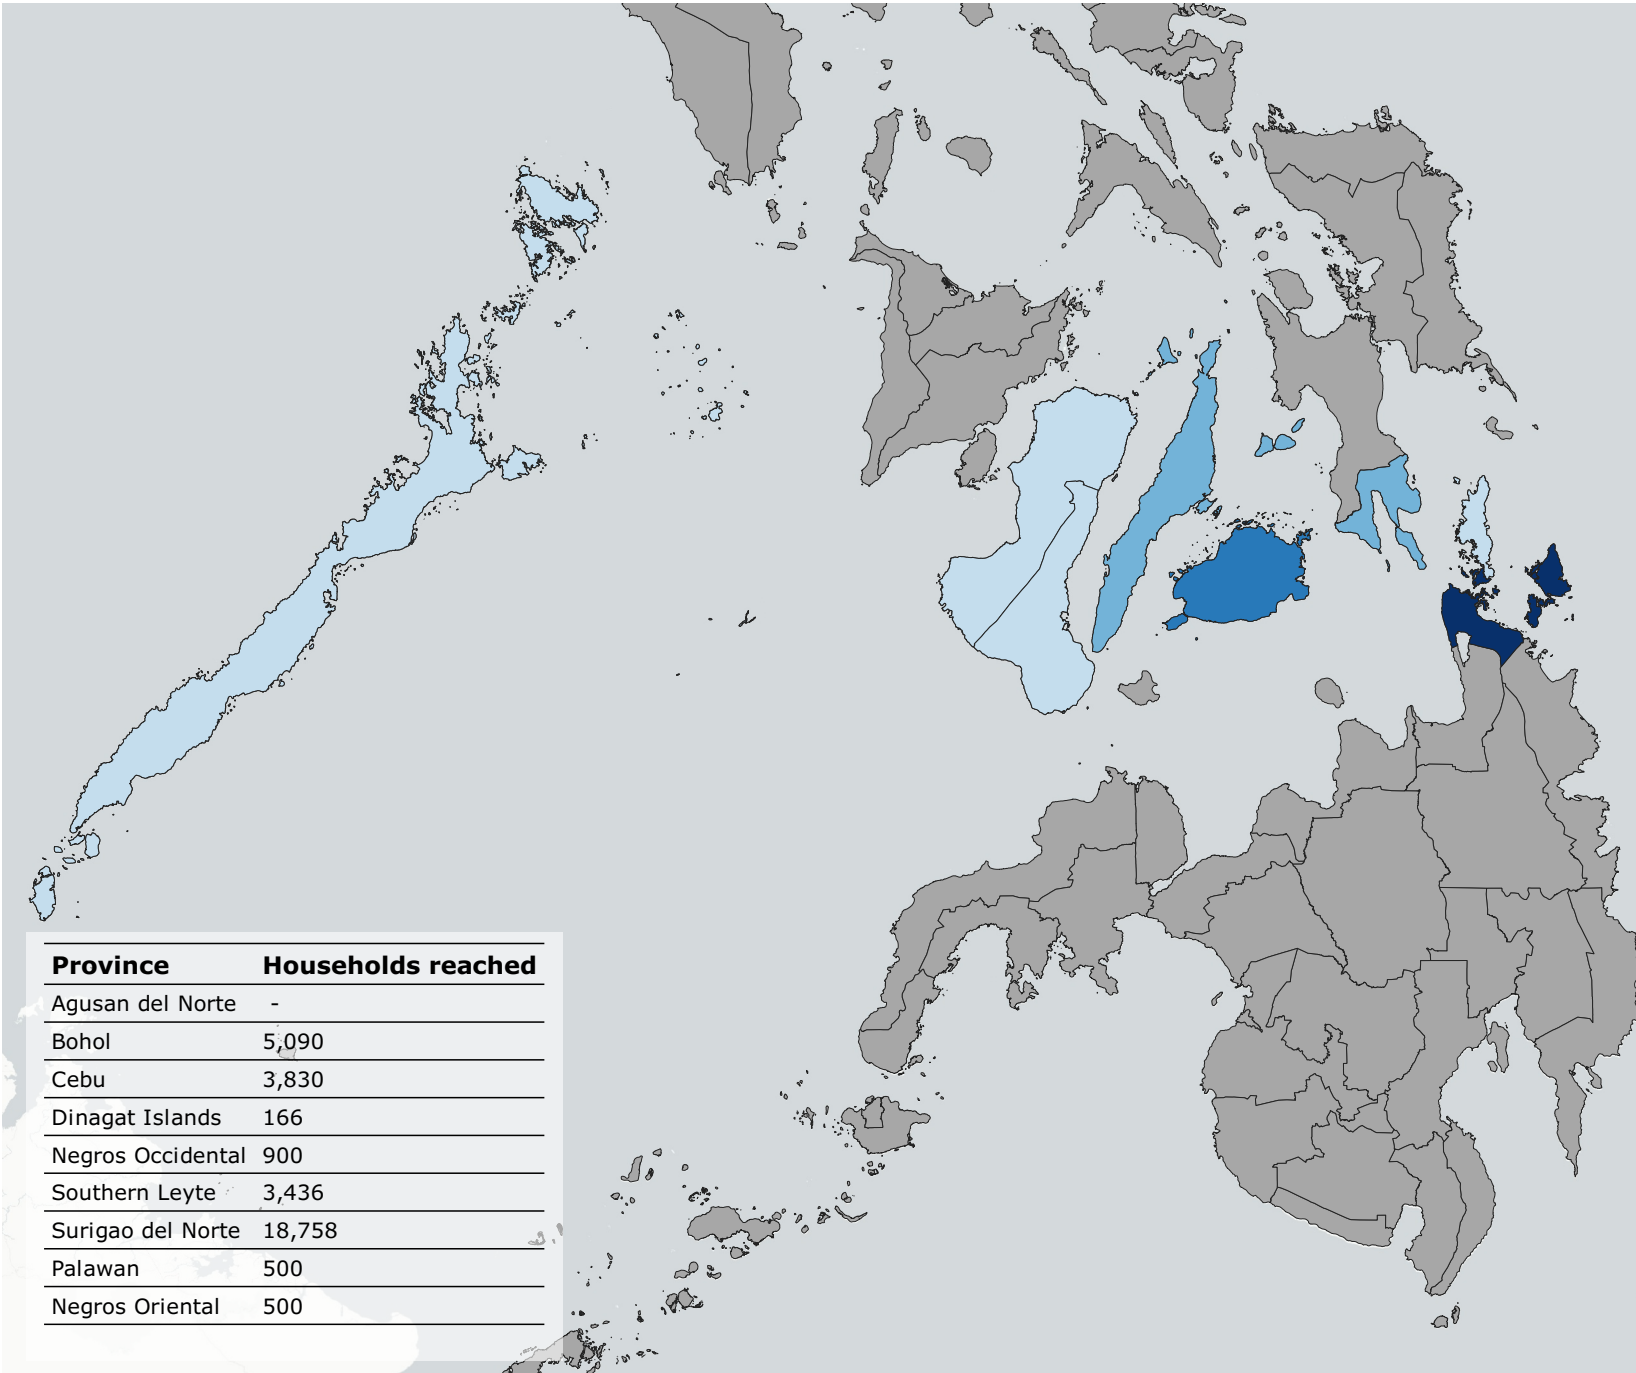 Province Households reached
Agusan del Norte -
Bohol 5,090
Cebu 3,830
Dinagat Islands 166
Negros Occidental 900
Southern Leyte 3,436
Surigao del Norte 18,758
Palawan 500
Negros Oriental 500